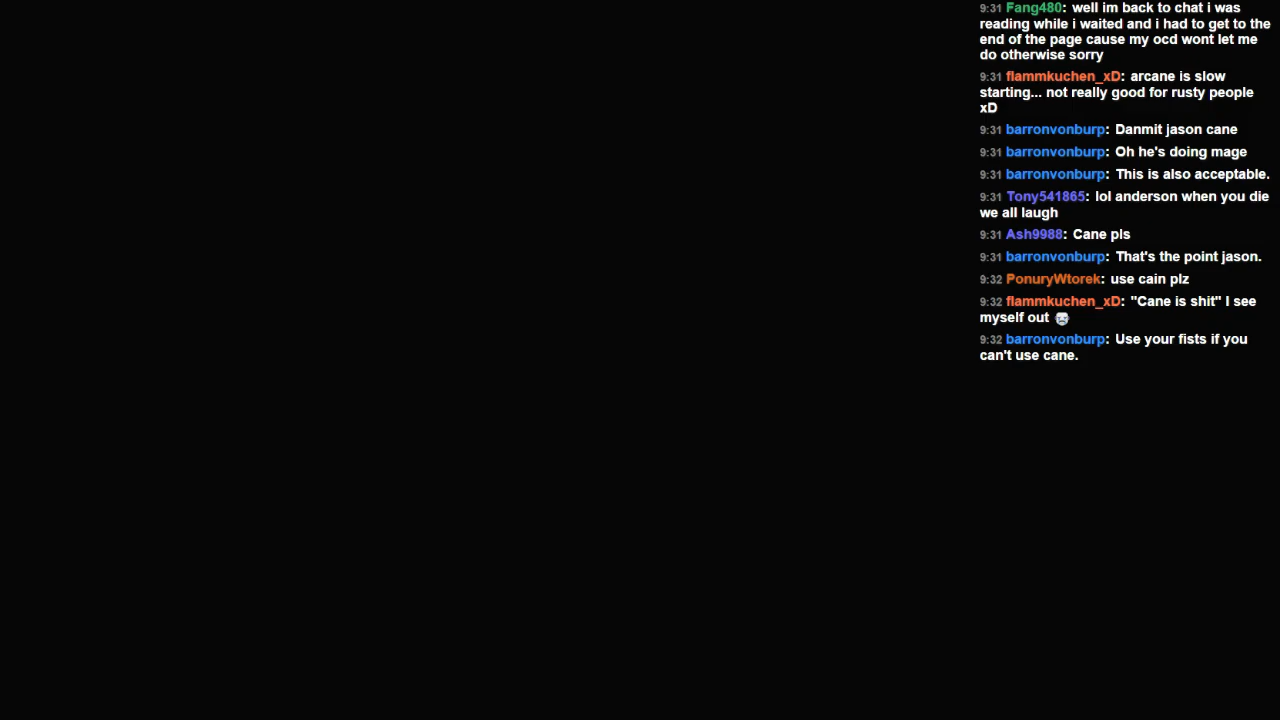 9:31 Fang480: well im back to chat i was
reading while i waited and i had to get to the
end of the page cause my ocd wont let me
do otherwise sorry
9:31 flammkuchen_xD: arcane is slow
starting... not really good for rusty people
xD
9:31 barronvonburp: Danmit jason cane
9:31 barronvonburp: Oh he's doing mage
9:31 barronvonburp: This is also acceptable.
9:31 Tony541865: lol anderson when you die
we all laugh
9:31 Ash9988: Cane pls
9:31 barronvonburp: That's the point jason.
9:32 PonuryWtorek: use cain plz
9:32 flammkuchen_xD: "Cane is shit" I see
myself out
9:32 barronvonburp: Use your fists if you
can't use cane.